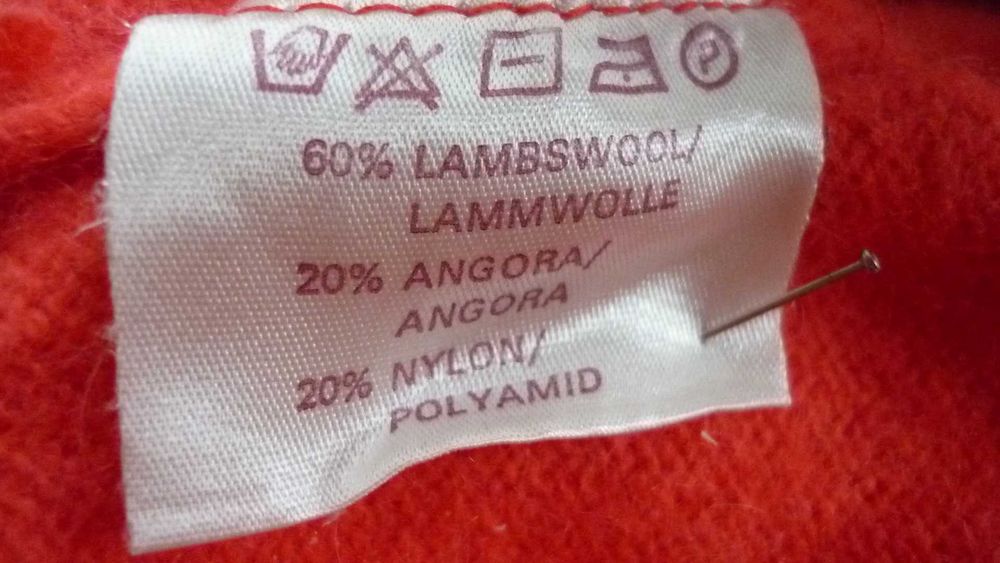 P
60% LAMBSWOOL/
LAMMWOLLE
20% ANGORA/
ANGORA
20% NYLON/
POLYAMID